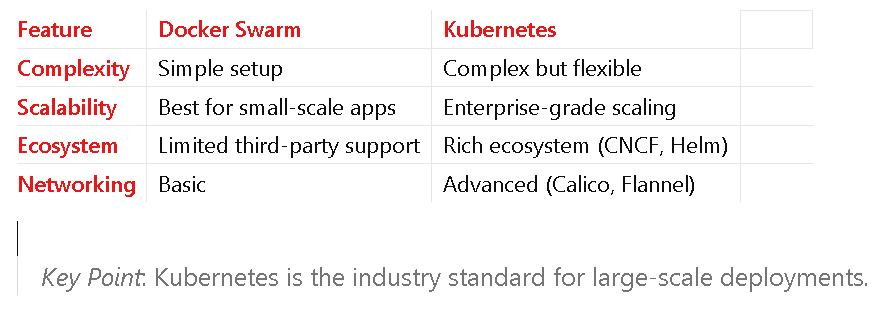 Feature Docker Swarm Kubernetes
Complexity Simple setup Complex but flexible
Scalability Best for small-scale apps Enterprise-grade scaling
Ecosystem Limited third-party support Rich ecosystem (CNCF, Helm)
Networking Basic Advanced (Calico, Flannel)
Key Point: Kubernetes is the industry standard for large-scale deployments.